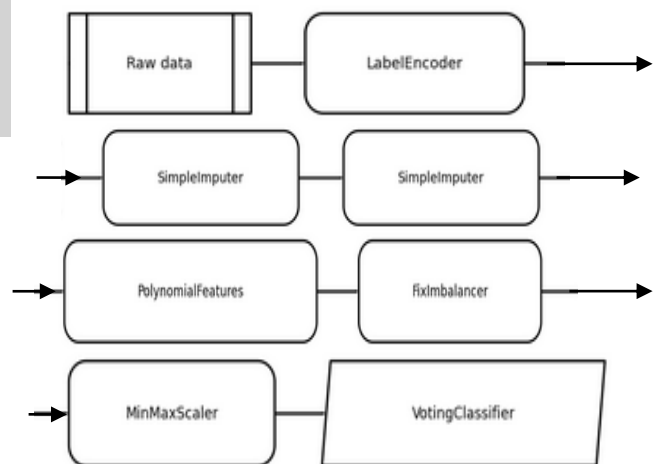 Raw data LabelEncoder
SimpleImputer SimpleImputer
PolynomialFeatures FixImbalancer
MinMaxScaler VotingClassifier